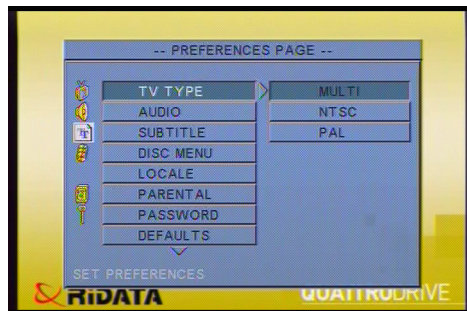 -- PREFERENCES PAGE --
TV TYPE
MULTI
AUDIO
NTSC
SUBTITLE
PAL
DISC MENU
LOCALE
PARENTAL
PASSWORD
DEFAULTS
SET PREFERENCES
RiDATA
QUATTRODRIVE